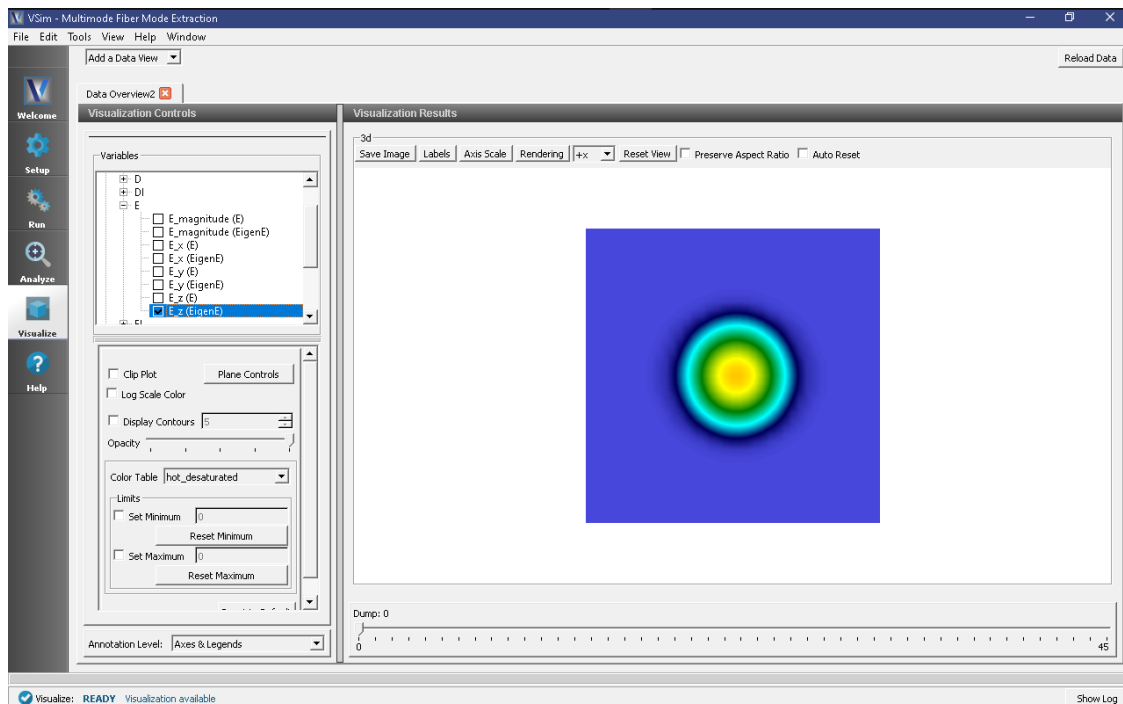 VSim - Multimode Fiber Mode Extraction
File Edit Tools View Help Window
Add a Data View
Reload Data
Data Overview2
Welcome
Setup
Run
Analyze
Visualize
Help
Visualization Controls
Variables
D
DI
E
E_magnitude (E)
E_magnitude (EigenE)
E_x (E)
E_x (EigenE)
E_y (E)
E_y (EigenE)
E_z (E)
E_z (EigenE)
Clip Plot Plane Controls
Log Scale Color
Display Contours 5
Opacity
Color Table hot_desaturated
Limits
Set Minimum 0
Reset Minimum
Set Maximum 0
Reset Maximum
Annotation Level: Axes & Legends
Visualization Results
3d
Save Image Labels Axis Scale Rendering +x Reset View Preserve Aspect Ratio Auto Reset
Dump: 0
0 45
Visualize: READY Visualization available
Show Log